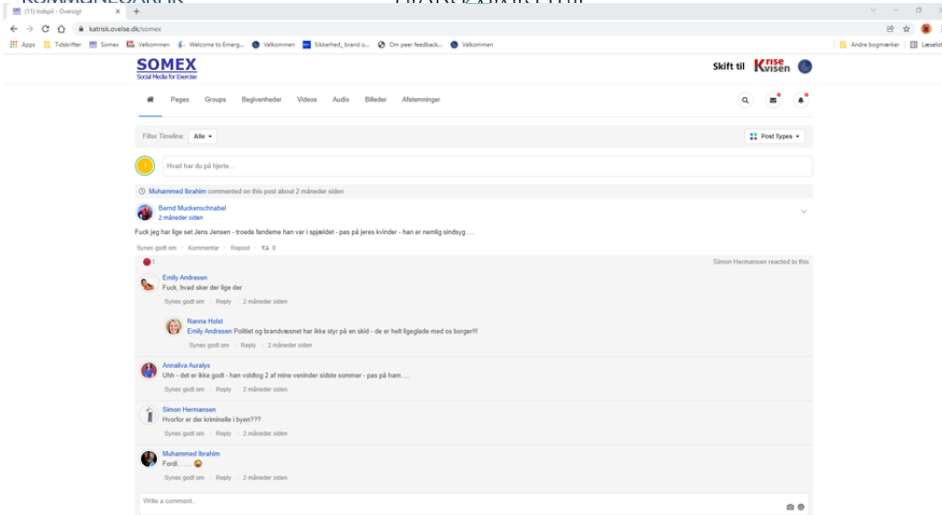 (11) Indspil - Oversigt
katrisk.ovelse.dk/somex
Apps Tidskrifter Somex Velkommen Welcome to Emerg... Velkommen Sikkerhed_brand o... Om peer feedback... Velkommen Andre bogmærker Læselist
SOMEX
Social Media for Exercise
Skift til Krise Kvisen
Pages Groups Begivenheder Videos Audio Billeder Afstemninger
Filter Timeline: Alle Post Types
Hvad har du på hjerte...
Muhammed Ibrahim commented on this post about 2 måneder siden
Bernd Muckenschnabel
2 måneder siden
Fuck jeg har lige set Jens Jensen - troede fandeme han var i spjældet - pas på jeres kvinder - han er nemlig sindsyg....
Synes godt om · Kommentar · Repost · 0
1 Simon Hermansen reacted to this
Emily Andresen
Fuck, hvad sker der lige der
Synes godt om · Reply · 2 måneder siden
Nanna Holst
Emily Andresen Politiet og brandvæsnet har ikke styr på en skid - de er helt ligeglade med os borger!!!
Synes godt om · Reply · 2 måneder siden
Annaliva Auralys
Uhh - det er ikke godt - han voldtog 2 af mine veninder sidste sommer - pas på ham....
Synes godt om · Reply · 2 måneder siden
Simon Hermansen
Hvorfor er der kriminelle i byen???
Synes godt om · Reply · 2 måneder siden
Muhammed Ibrahim
Fordi........
Synes godt om · Reply · 2 måneder siden
Write a comment...